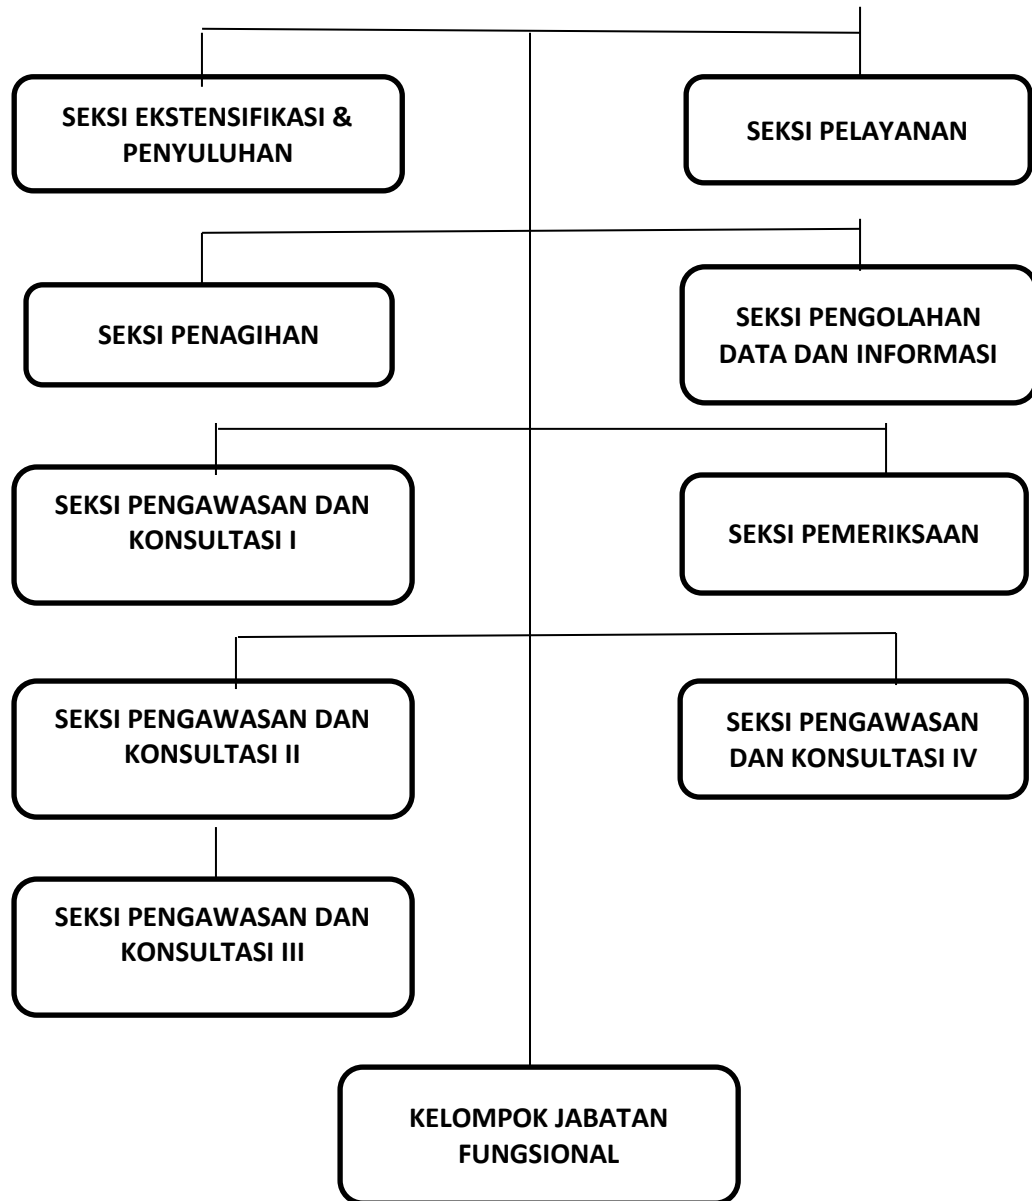 SEKSI EKSTENSIFIKASI &
PENYULUHAN
SEKSI PELAYANAN
SEKSI PENAGIHAN
SEKSI PENGOLAHAN
DATA DAN INFORMASI
SEKSI PENGAWASAN DAN
KONSULTASI I
SEKSI PEMERIKSAAN
SEKSI PENGAWASAN DAN
KONSULTASI II
SEKSI PENGAWASAN
DAN KONSULTASI IV
SEKSI PENGAWASAN DAN
KONSULTASI III
KELOMPOK JABATAN
FUNGSIONAL